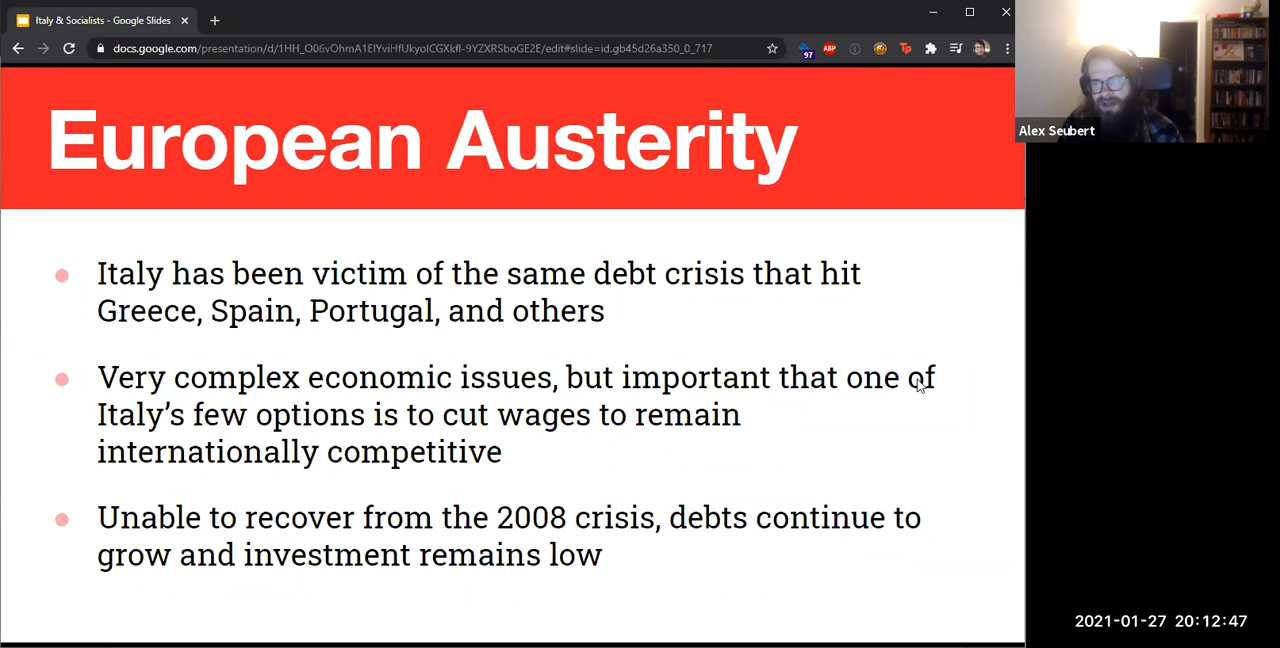 Italy & Socialists - Google Slides
docs.google.com/presentation/d/1HH_O06vOhmA1ElYviHfUkyolCGXkfl-9YZXRSboGE2E/edit#slide=id.gb45d26a350_0_717
97
ABP
Tp
European Austerity
Alex Seubert
Italy has been victim of the same debt crisis that hit
Greece, Spain, Portugal, and others
Very complex economic issues, but important that one of
Italy’s few options is to cut wages to remain
internationally competitive
Unable to recover from the 2008 crisis, debts continue to
grow and investment remains low
2021-01-27 20:12:47